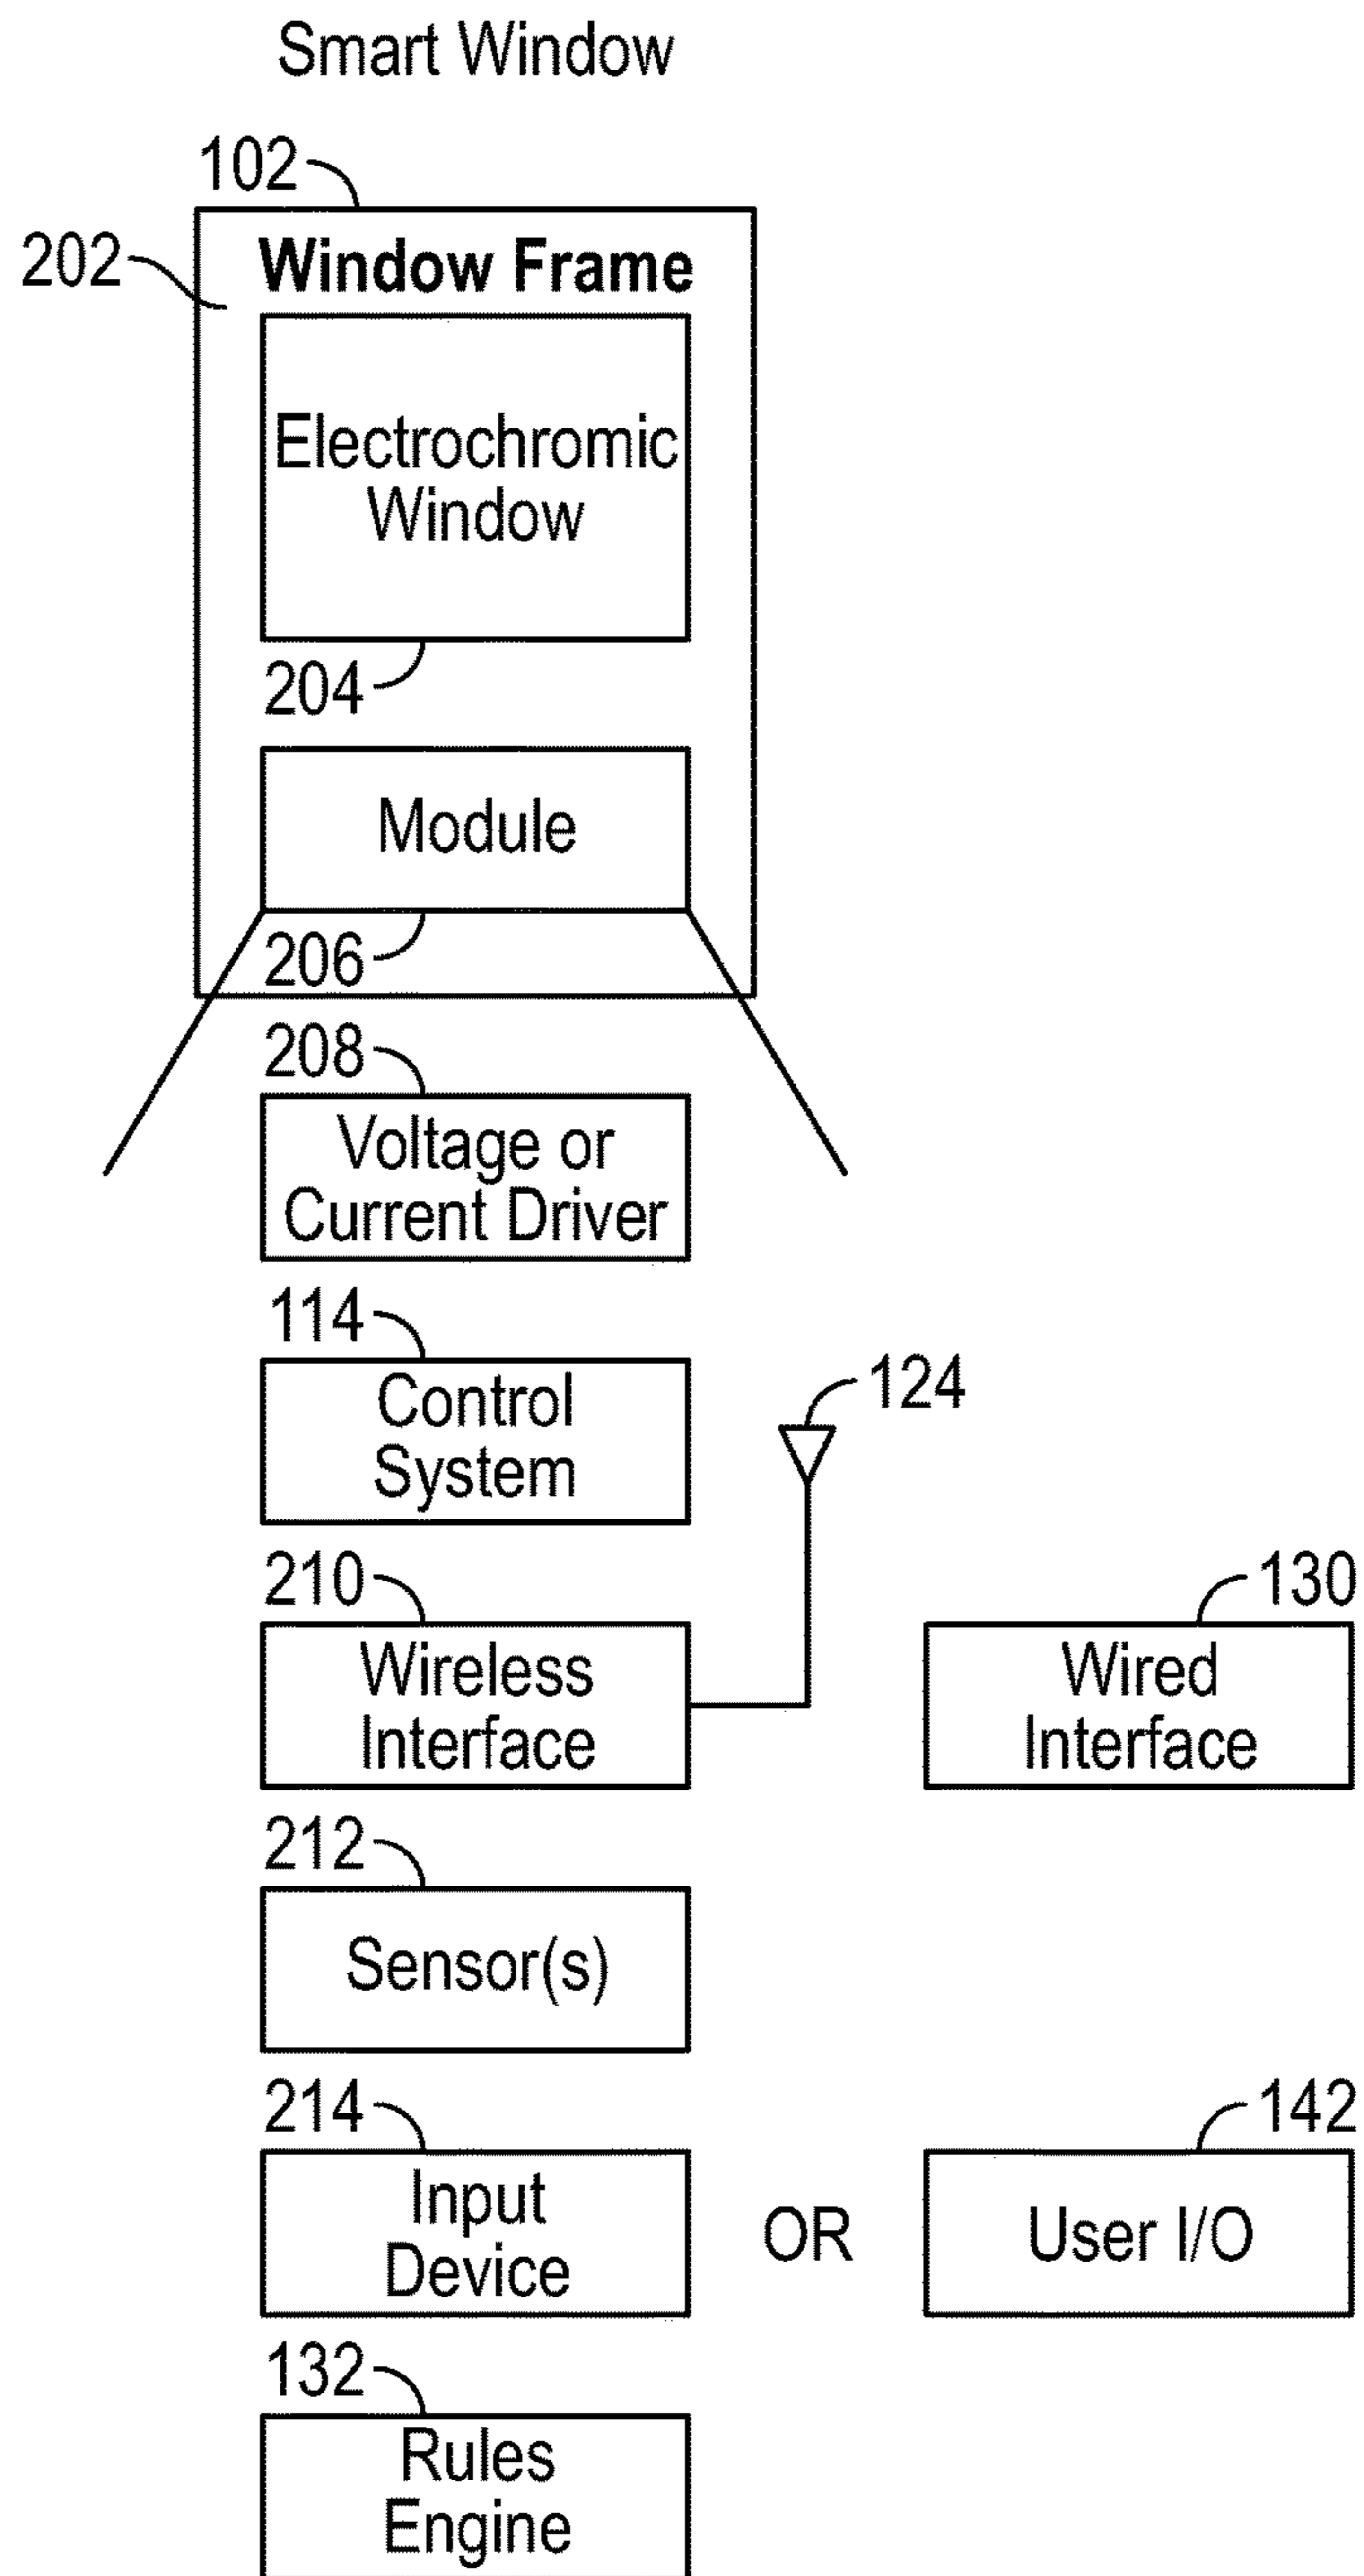 Smart Window
102
202
Window Frame
Electrochromic
Window
204
Module
206
208
Voltage or
Current Driver
114
Control
System
124
210
Wireless
Interface
130
Wired
Interface
212
Sensor(s)
214
Input
Device
OR
142
User I/O
132
Rules
Engine